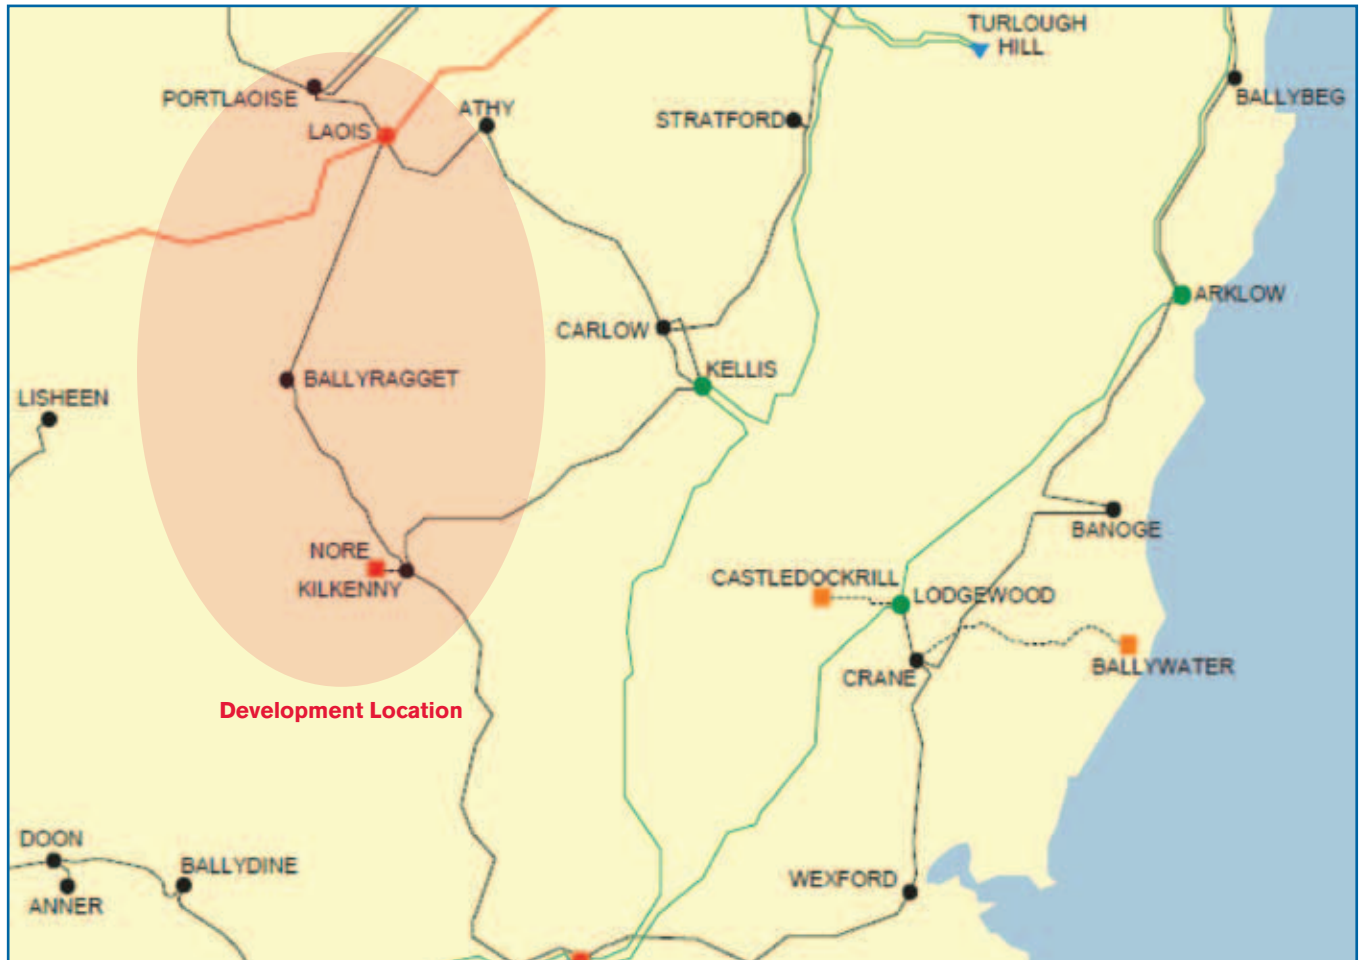 TURLOUGH
HILL
PORTLAOISE
BALLYBEG
ATHY
STRATFORD
LAOIS
ARKLOW
CARLOW
KELLIS
BALLYRAGGET
LISHEEN
BANOGE
NORE
KILKENNY
CASTLEDOCKRILL
LODGEWOOD
BALLYWATER
CRANE
Development Location
DOON
BALLYDINE
WEXFORD
ANNER